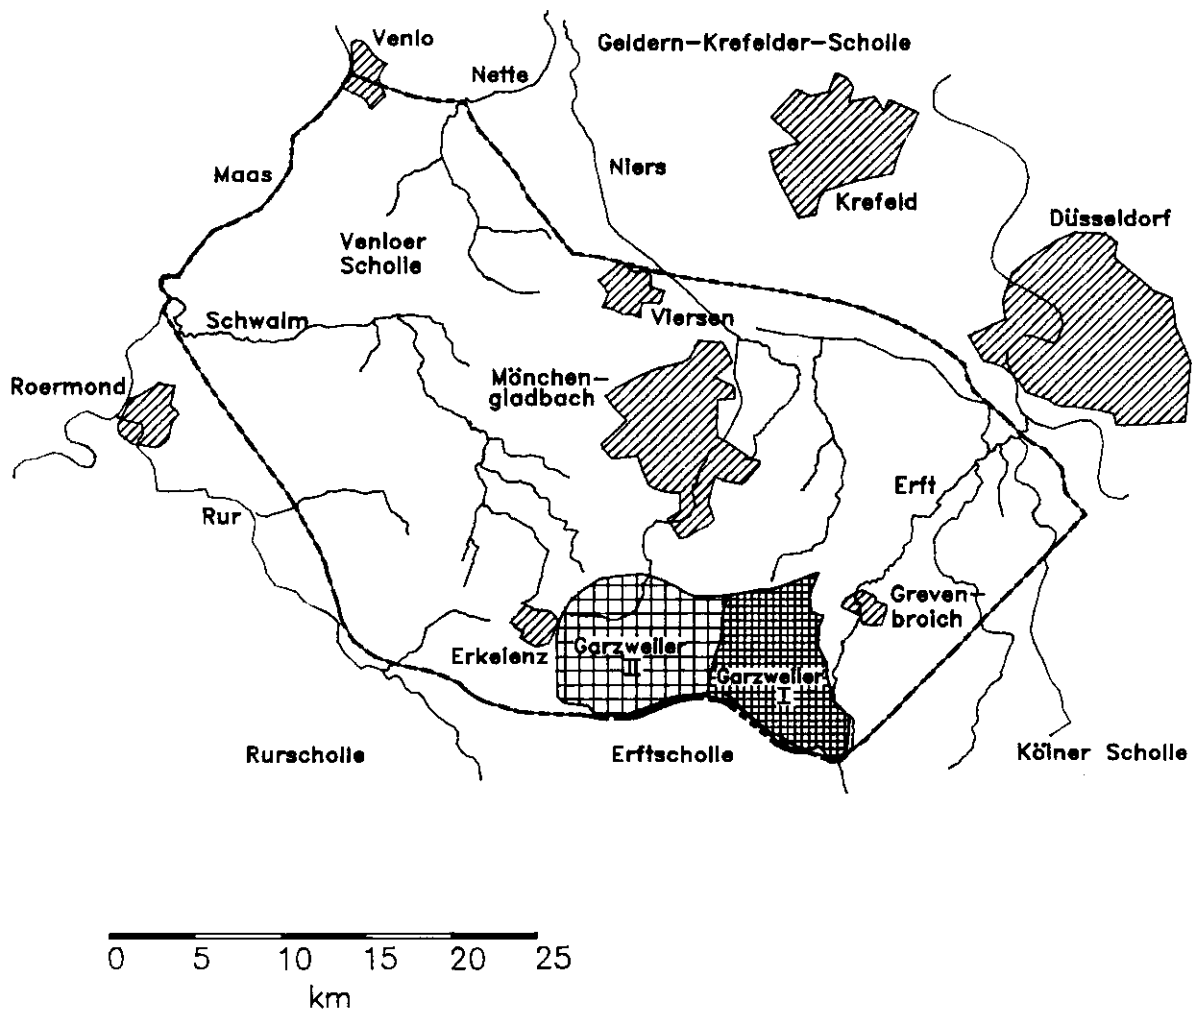 Venlo
Geldern-Krefelder-Scholle
Nette
Maas
Niers
Krefeld
Düsseldorf
Venloer
Scholle
Schwalm
Viersen
Roermond
Mönchen-
gladbach
Erft
Rur
Greven-
broich
Erkelenz
Garzweiler
II
Garzweiler
I
Rurscholle
Erftscholle
Kölner Scholle
0 5 10 15 20 25
km